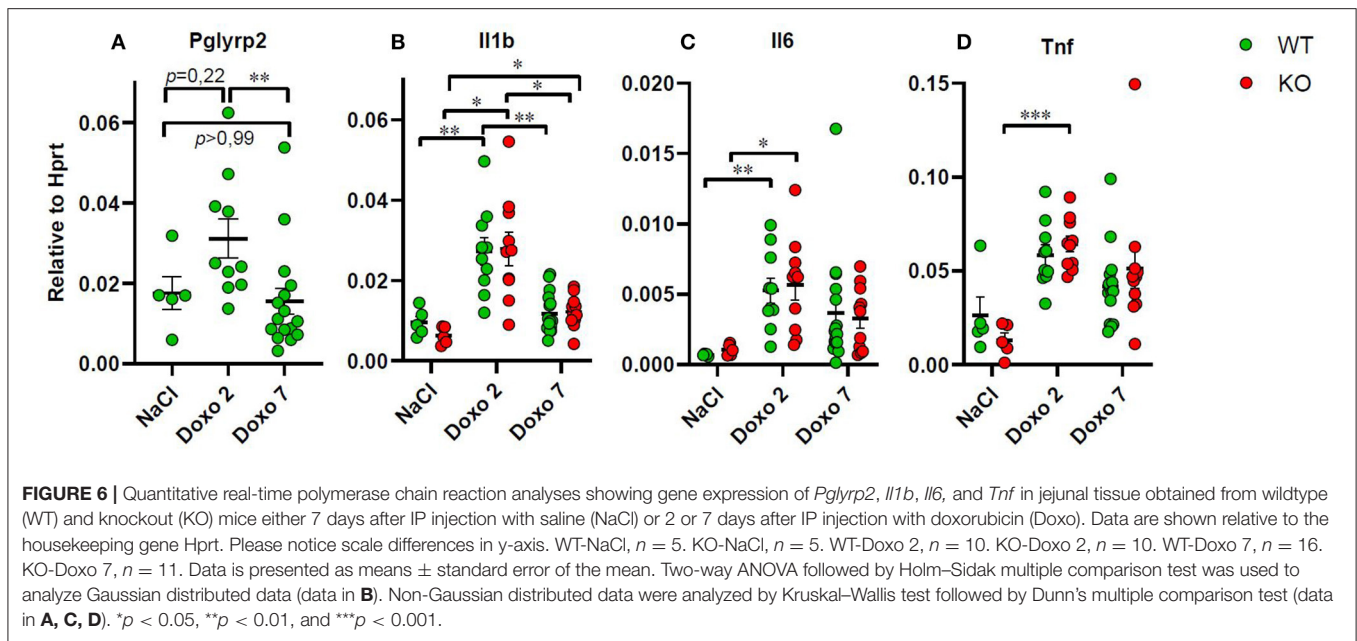 A Pglyrp2
B Il1b
C Il6
D Tnf
WT
KO
Relative to Hprt
0.06
0.04
0.02
0.00
p=0,22
**
p>0,99
NaCl
Doxo 2
Doxo 7
0.06
0.04
0.02
0.00
*
*
*
**
**
NaCl
Doxo 2
Doxo 7
0.020
0.015
0.010
0.005
0.000
*
**
NaCl
Doxo 2
Doxo 7
0.15
0.10
0.05
0.00
***
NaCl
Doxo 2
Doxo 7
FIGURE 6 | Quantitative real-time polymerase chain reaction analyses showing gene expression of Pglyrp2, Il1b, Il6, and Tnf in jejunal tissue obtained from wildtype
(WT) and knockout (KO) mice either 7 days after IP injection with saline (NaCl) or 2 or 7 days after IP injection with doxorubicin (Doxo). Data are shown relative to the
housekeeping gene Hprt. Please notice scale differences in y-axis. WT-NaCl, n = 5. KO-NaCl, n = 5. WT-Doxo 2, n = 10. KO-Doxo 2, n = 10. WT-Doxo 7, n = 16.
KO-Doxo 7, n = 11. Data is presented as means ± standard error of the mean. Two-way ANOVA followed by Holm–Sidak multiple comparison test was used to
analyze Gaussian distributed data (data in B). Non-Gaussian distributed data were analyzed by Kruskal–Wallis test followed by Dunn's multiple comparison test (data
in A, C, D). *p < 0.05, **p < 0.01, and ***p < 0.001.